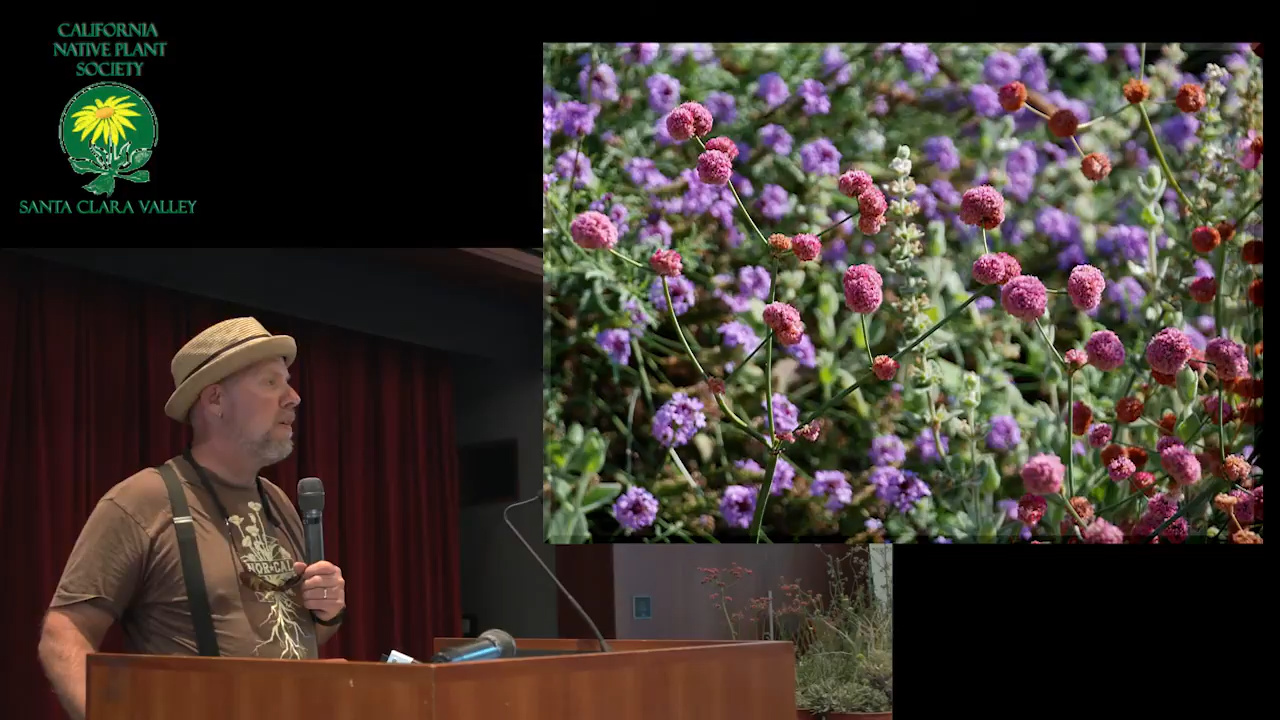 CALIFORNIA
NATIVE PLANT
SOCIETY
SANTA CLARA VALLEY
NOR CAL